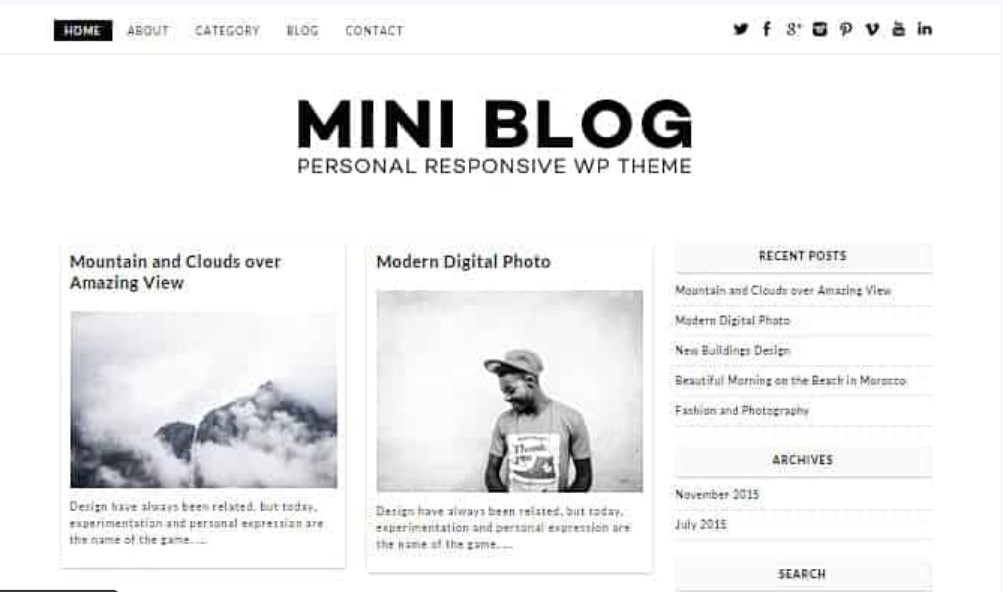 HOME ABOUT CATEGORY BLOG CONTACT
MINI BLOG
PERSONAL RESPONSIVE WP THEME
Mountain and Clouds over
Amazing View
Design have always been related, but today,
experimentation and personal expression are
the name of the game.....
Modern Digital Photo
Thank
you
Design have always been related, but today,
experimentation and personal expression are
the name of the game.....
RECENT POSTS
Mountain and Clouds over Amazing View
Modern Digital Photo
New Buildings Design
Beautiful Morning on the Beach in Morocco
Fashion and Photography
ARCHIVES
November 2015
July 2015
SEARCH